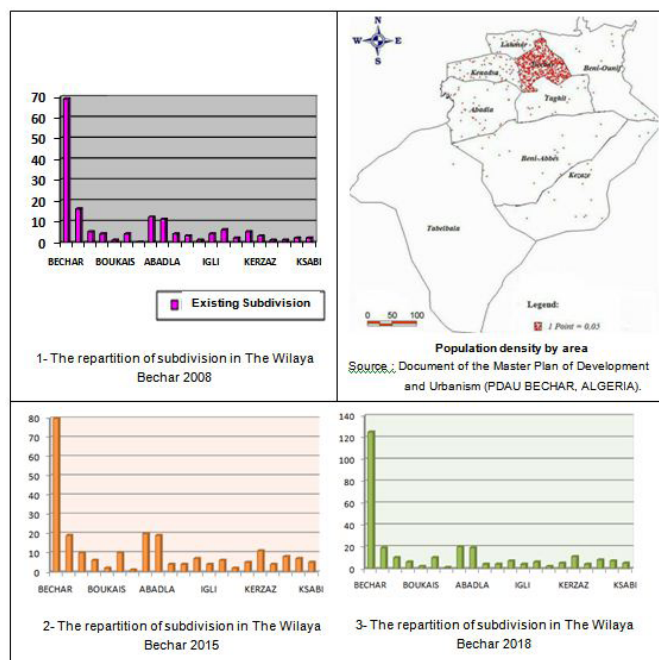 70
60
50
40
30
20
10
0
BECHAR BOUKAIS ABADLA IGLI KERZAZ KSABI
Existing Subdivision
1- The repartition of subdivision in The Wilaya
Bechar 2008
N
W E
S
Lahmar
Bechar
Beni-Ounif
Kenadsa
Taghit
Abadla
Beni-Abbes
Kezaze
Tabelbala
0 50 100
Legend:
1 Point = 0,05
Population density by area
Source : Document of the Master Plan of Development
and Urbanism (PDAU BECHAR, ALGERIA).
80
70
60
50
40
30
20
10
0
BECHAR BOUKAIS ABADLA IGLI KERZAZ KSABI
2- The repartition of subdivision in The Wilaya
Bechar 2015
140
120
100
80
60
40
20
0
BECHAR BOUKAIS ABADLA IGLI KERZAZ KSABI
3- The repartition of subdivision in The Wilaya
Bechar 2018